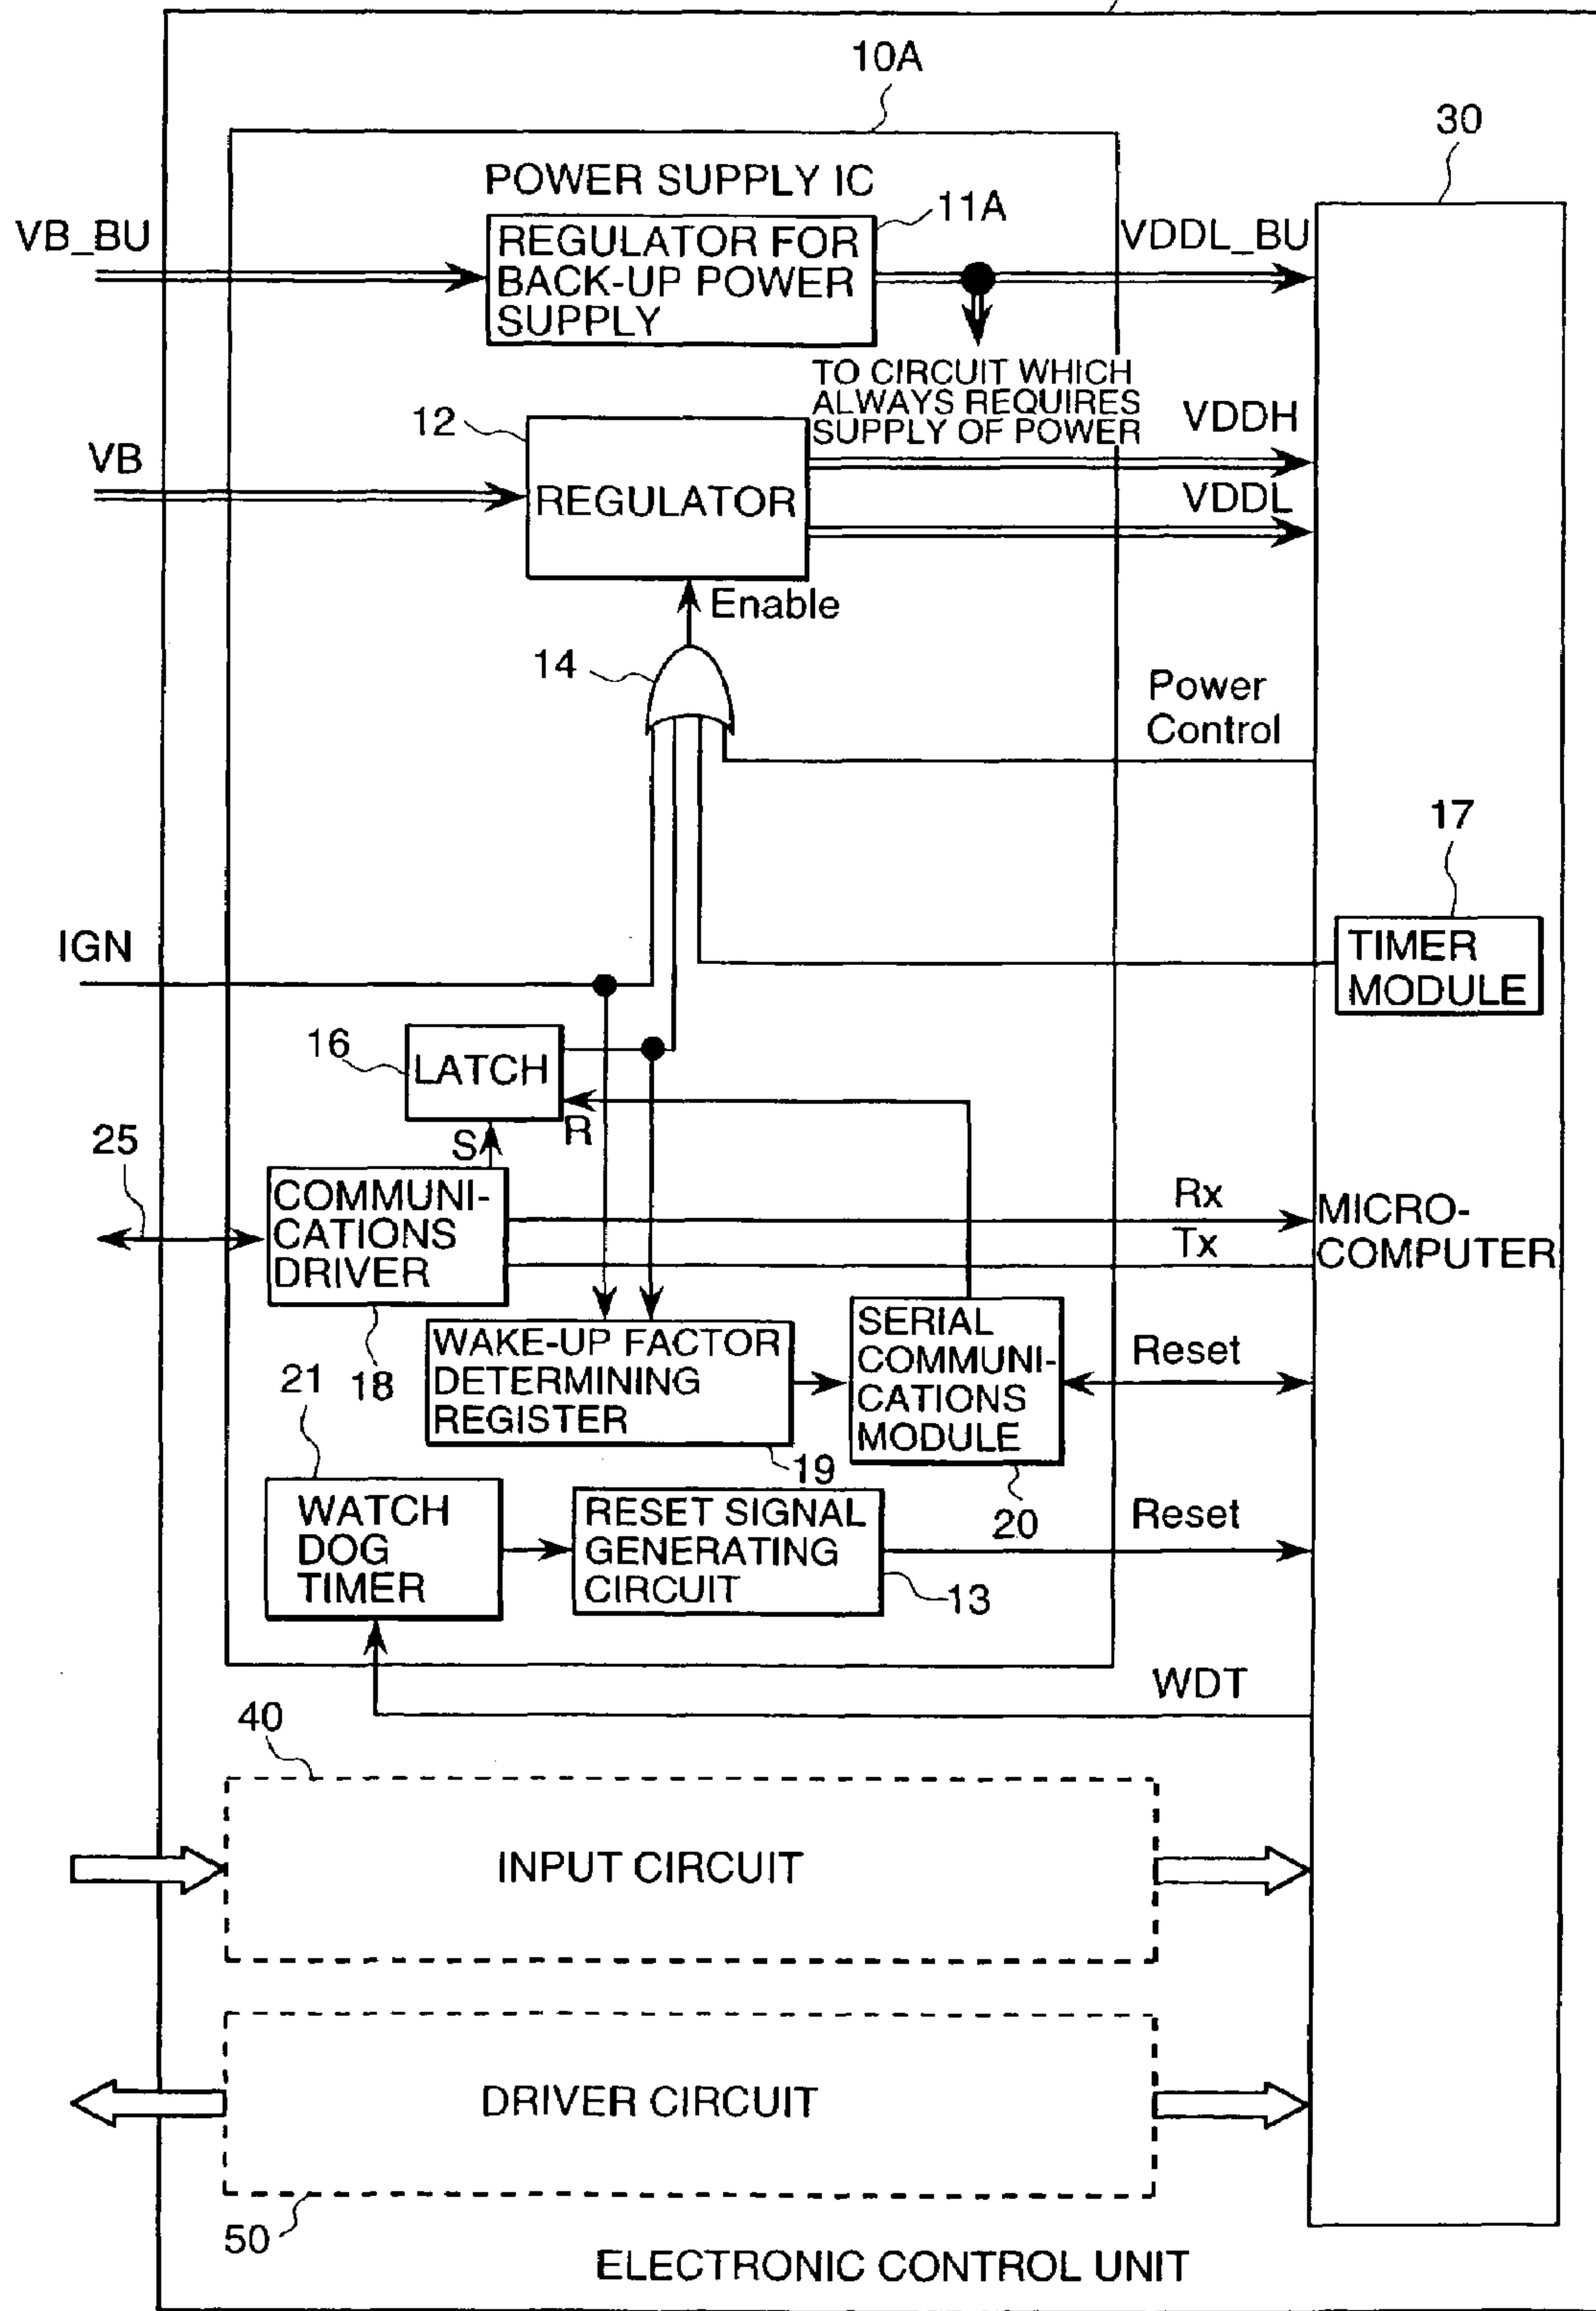 10A
30
POWER SUPPLY IC
11A
VB_BU
REGULATOR FOR
BACK-UP POWER
SUPPLY
VDDL_BU
TO CIRCUIT WHICH
ALWAYS REQUIRES
SUPPLY OF POWER
12
VDDH
VB
REGULATOR
VDDL
Enable
14
Power
Control
17
IGN
TIMER
MODULE
16
LATCH
S
R
25
COMMUNI-
CATIONS
DRIVER
Rx
Tx
MICRO-
COMPUTER
18
WAKE-UP FACTOR
DETERMINING
REGISTER
19
SERIAL
COMMUNI-
CATIONS
MODULE
20
Reset
21
WATCH
DOG
TIMER
RESET SIGNAL
GENERATING
CIRCUIT
13
Reset
WDT
40
INPUT CIRCUIT
DRIVER CIRCUIT
50
ELECTRONIC CONTROL UNIT